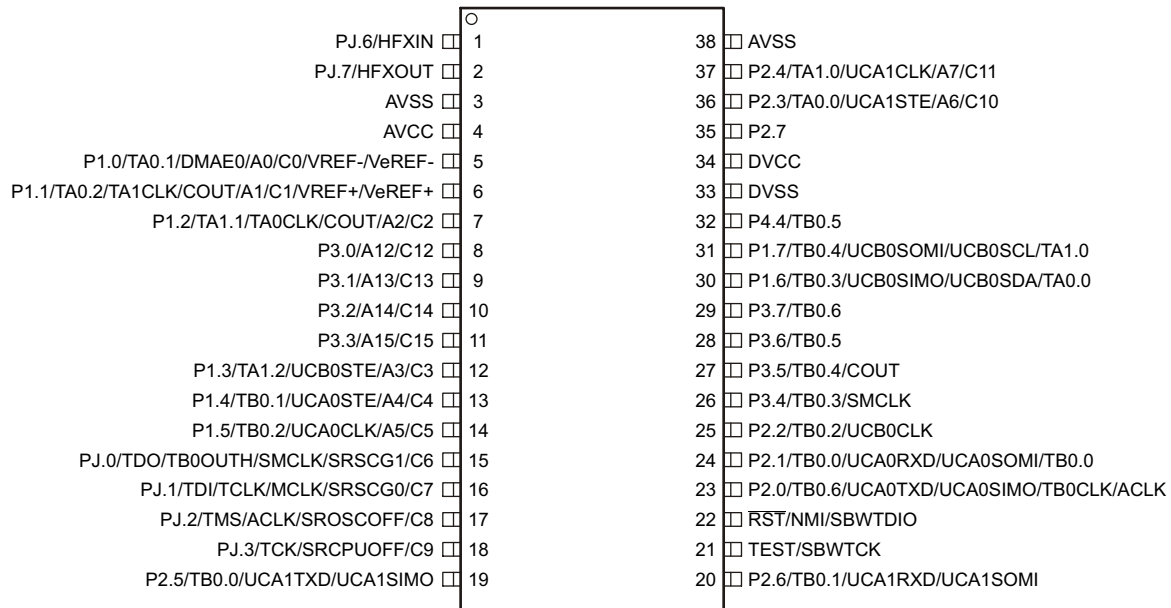 PJ.6/HFXIN 1 38 AVSS
PJ.7/HFXOUT 2 37 P2.4/TA1.0/UCA1CLK/A7/C11
AVSS 3 36 P2.3/TA0.0/UCA1STE/A6/C10
AVCC 4 35 P2.7
P1.0/TA0.1/DMAE0/A0/C0/VREF-/VeREF- 5 34 DVCC
P1.1/TA0.2/TA1CLK/COUT/A1/C1/VREF+/VeREF+ 6 33 DVSS
P1.2/TA1.1/TA0CLK/COUT/A2/C2 7 32 P4.4/TB0.5
P3.0/A12/C12 8 31 P1.7/TB0.4/UCB0SOMI/UCB0SCL/TA1.0
P3.1/A13/C13 9 30 P1.6/TB0.3/UCB0SIMO/UCB0SDA/TA0.0
P3.2/A14/C14 10 29 P3.7/TB0.6
P3.3/A15/C15 11 28 P3.6/TB0.5
P1.3/TA1.2/UCB0STE/A3/C3 12 27 P3.5/TB0.4/COUT
P1.4/TB0.1/UCA0STE/A4/C4 13 26 P3.4/TB0.3/SMCLK
P1.5/TB0.2/UCA0CLK/A5/C5 14 25 P2.2/TB0.2/UCB0CLK
PJ.0/TDO/TB0OUTH/SMCLK/SRSCG1/C6 15 24 P2.1/TB0.0/UCA0RXD/UCA0SOMI/TB0.0
PJ.1/TDI/TCLK/MCLK/SRSCG0/C7 16 23 P2.0/TB0.6/UCA0TXD/UCA0SIMO/TB0CLK/ACLK
PJ.2/TMS/ACLK/SROSCOFF/C8 17 22 RST/NMI/SBWTDIO
PJ.3/TCK/SRCPUOFF/C9 18 21 TEST/SBWTCK
P2.5/TB0.0/UCA1TXD/UCA1SIMO 19 20 P2.6/TB0.1/UCA1RXD/UCA1SOMI